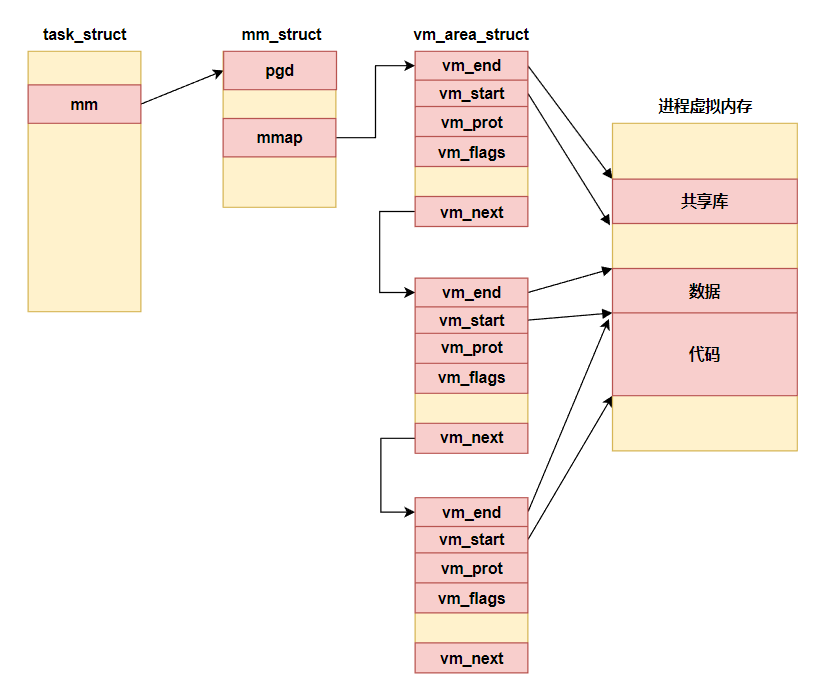 task_struct
mm
mm_struct
pgd
mmap
vm_area_struct
vm_end
vm_start
vm_prot
vm_flags
vm_next
vm_end
vm_start
vm_prot
vm_flags
vm_next
vm_end
vm_start
vm_prot
vm_flags
vm_next
进程虚拟内存
共享库
数据
代码